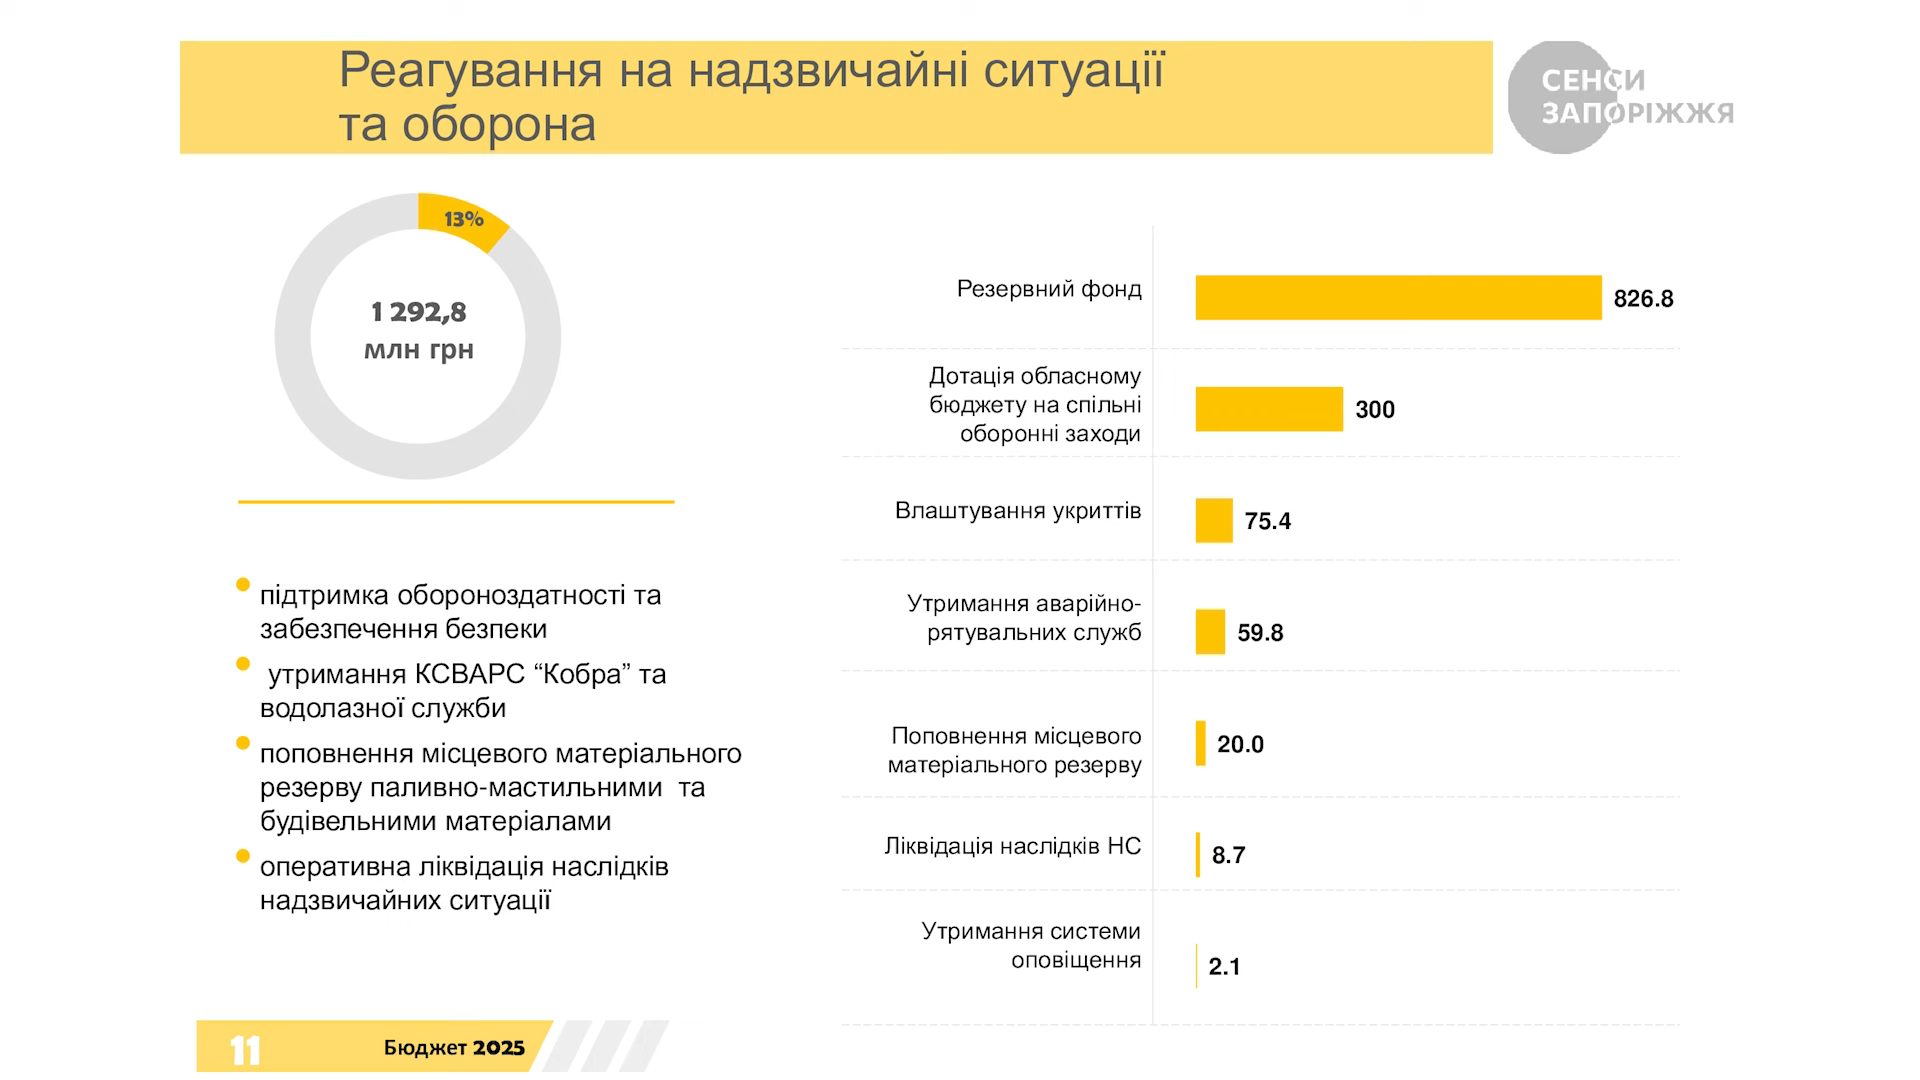 Реагування на надзвичайні ситуації
та оборона
СЕНСИ
ЗАПОРІЖЖЯ
13%
1 292,8
млн грн
підтримка обороноздатності та
забезпечення безпеки
утримання КСВАРС “Кобра” та
водолазної служби
поповнення місцевого матеріального
резерву паливно-мастильними та
будівельними матеріалами
оперативна ліквідація наслідків
надзвичайних ситуації
Резервний фонд
826.8
Дотація обласному
бюджету на спільні
оборонні заходи
300
Влаштування укриттів
75.4
Утримання аварійно-
рятувальних служб
59.8
Поповнення місцевого
матеріального резерву
20.0
Ліквідація наслідків НС
8.7
Утримання системи
оповіщення
2.1
11
Бюджет 2025